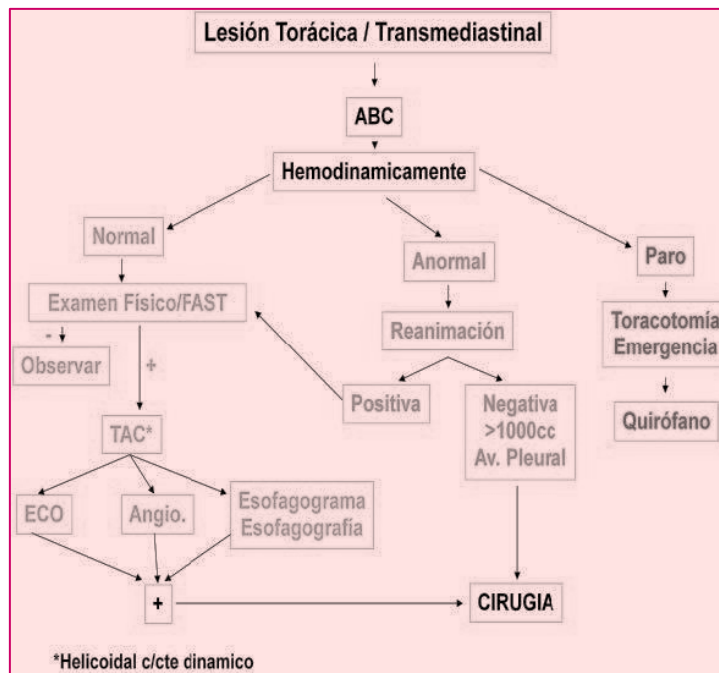 Lesión Torácica / Transmediastinal
ABC
Hemodinamicamente
Normal
Anormal
Paro
Examen Físico/FAST
Reanimación
Toracotomía
Emergencia
-
+
Observar
Positiva
Negativa
>1000cc
Av. Pleural
Quirófano
TAC*
ECO
Angio.
Esofagograma
Esofagografía
+
CIRUGIA
*Helicoidal c/cte dinamico